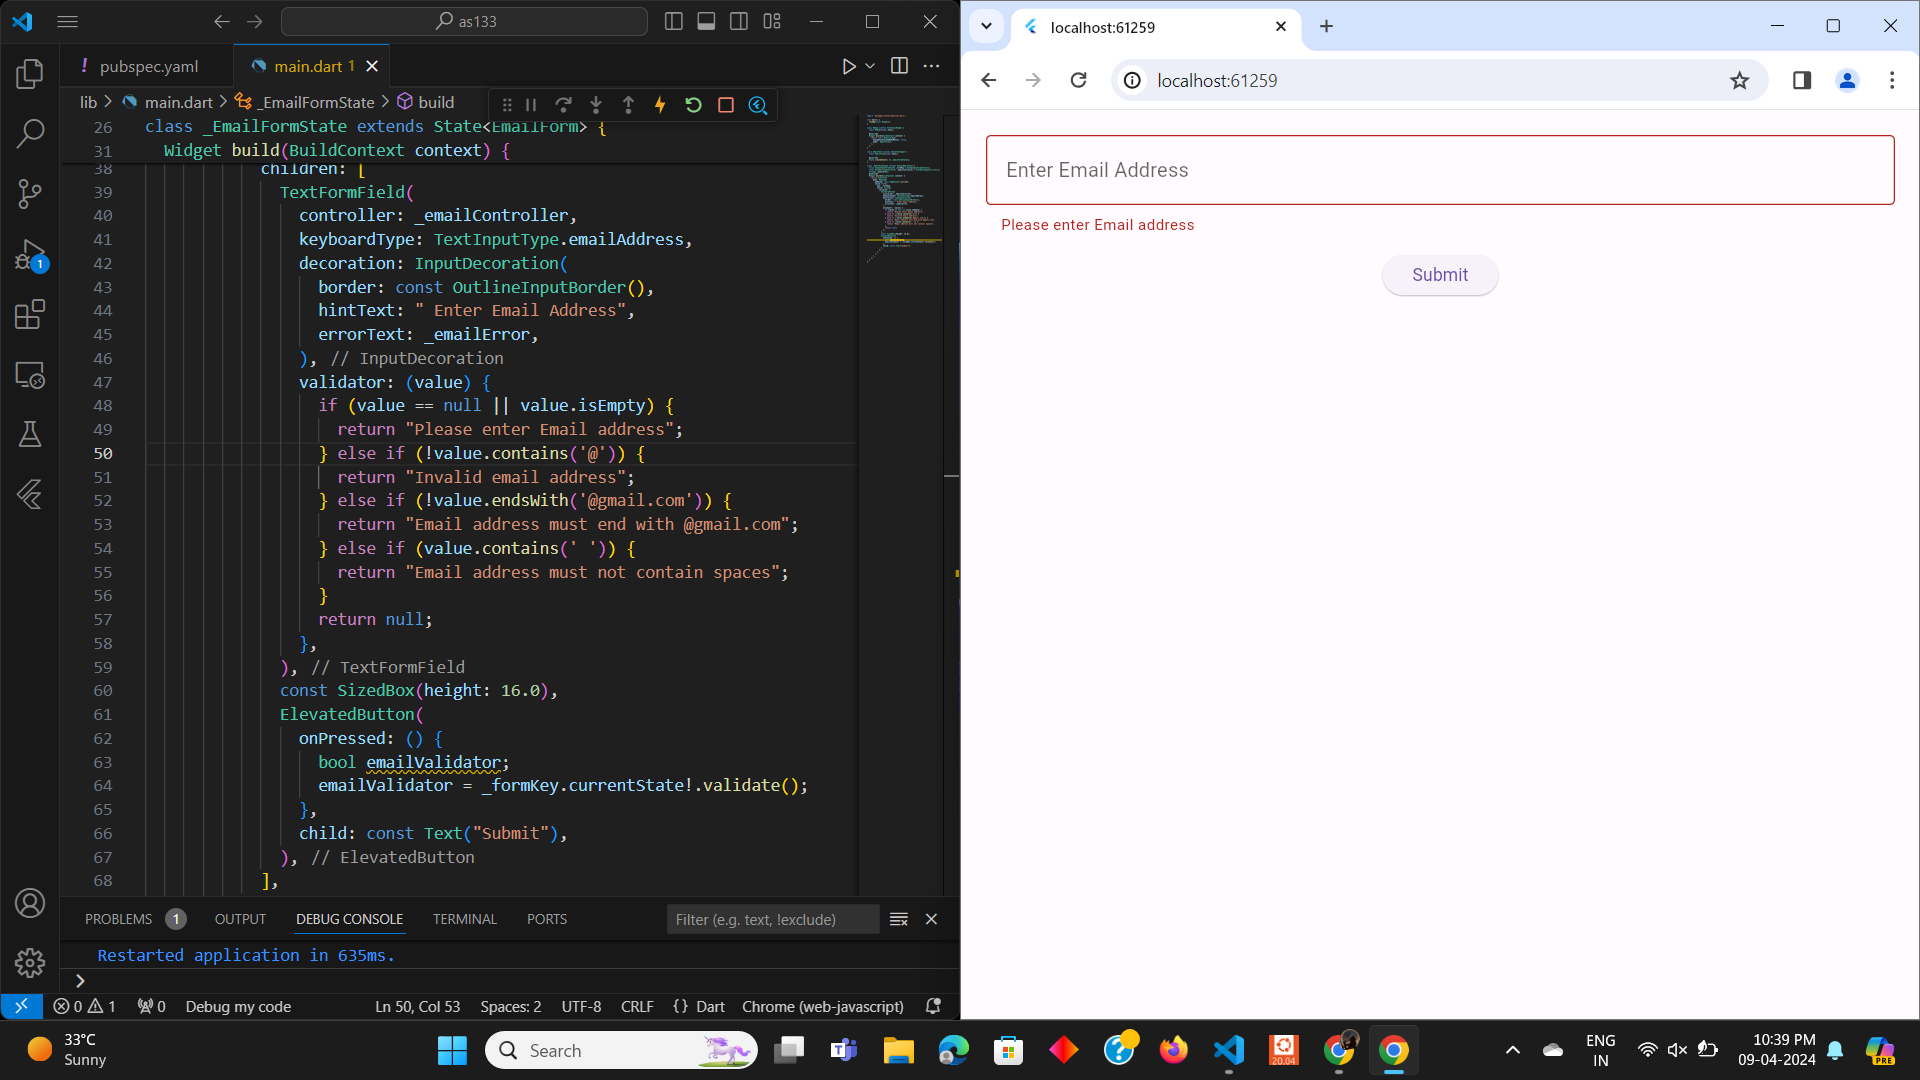 as133
pubspec.yaml
main.dart 1
lib > main.dart > _EmailFormState > build
26 class _EmailFormState extends State<EmailForm> {
31 Widget build(BuildContext context) {
38 children: [
39 TextFormField(
40 controller: _emailController,
41 keyboardType: TextInputType.emailAddress,
42 decoration: InputDecoration(
43 border: const OutlineInputBorder(),
44 hintText: " Enter Email Address",
45 errorText: _emailError,
46 ), // InputDecoration
47 validator: (value) {
48 if (value == null || value.isEmpty) {
49 return "Please enter Email address";
50 } else if (!value.contains('@')) {
51 return "Invalid email address";
52 } else if (!value.endsWith('@gmail.com')) {
53 return "Email address must end with @gmail.com";
54 } else if (value.contains(' ')) {
55 return "Email address must not contain spaces";
56 }
57 return null;
58 },
59 ), // TextFormField
60 const SizedBox(height: 16.0),
61 ElevatedButton(
62 onPressed: () {
63 bool emailValidator;
64 emailValidator = _formKey.currentState!.validate();
65 },
66 child: const Text("Submit"),
67 ), // ElevatedButton
68 ],
PROBLEMS 1 OUTPUT DEBUG CONSOLE TERMINAL PORTS
Filter (e.g. text, !exclude)
Restarted application in 635ms.
0 1 0 Debug my code Ln 50, Col 53 Spaces: 2 UTF-8 CRLF {} Dart Chrome (web-javascript)
localhost:61259
localhost:61259
Enter Email Address
Please enter Email address
Submit
33°C
Sunny
Search
20.04
ENG
IN
10:39 PM
09-04-2024
PRE